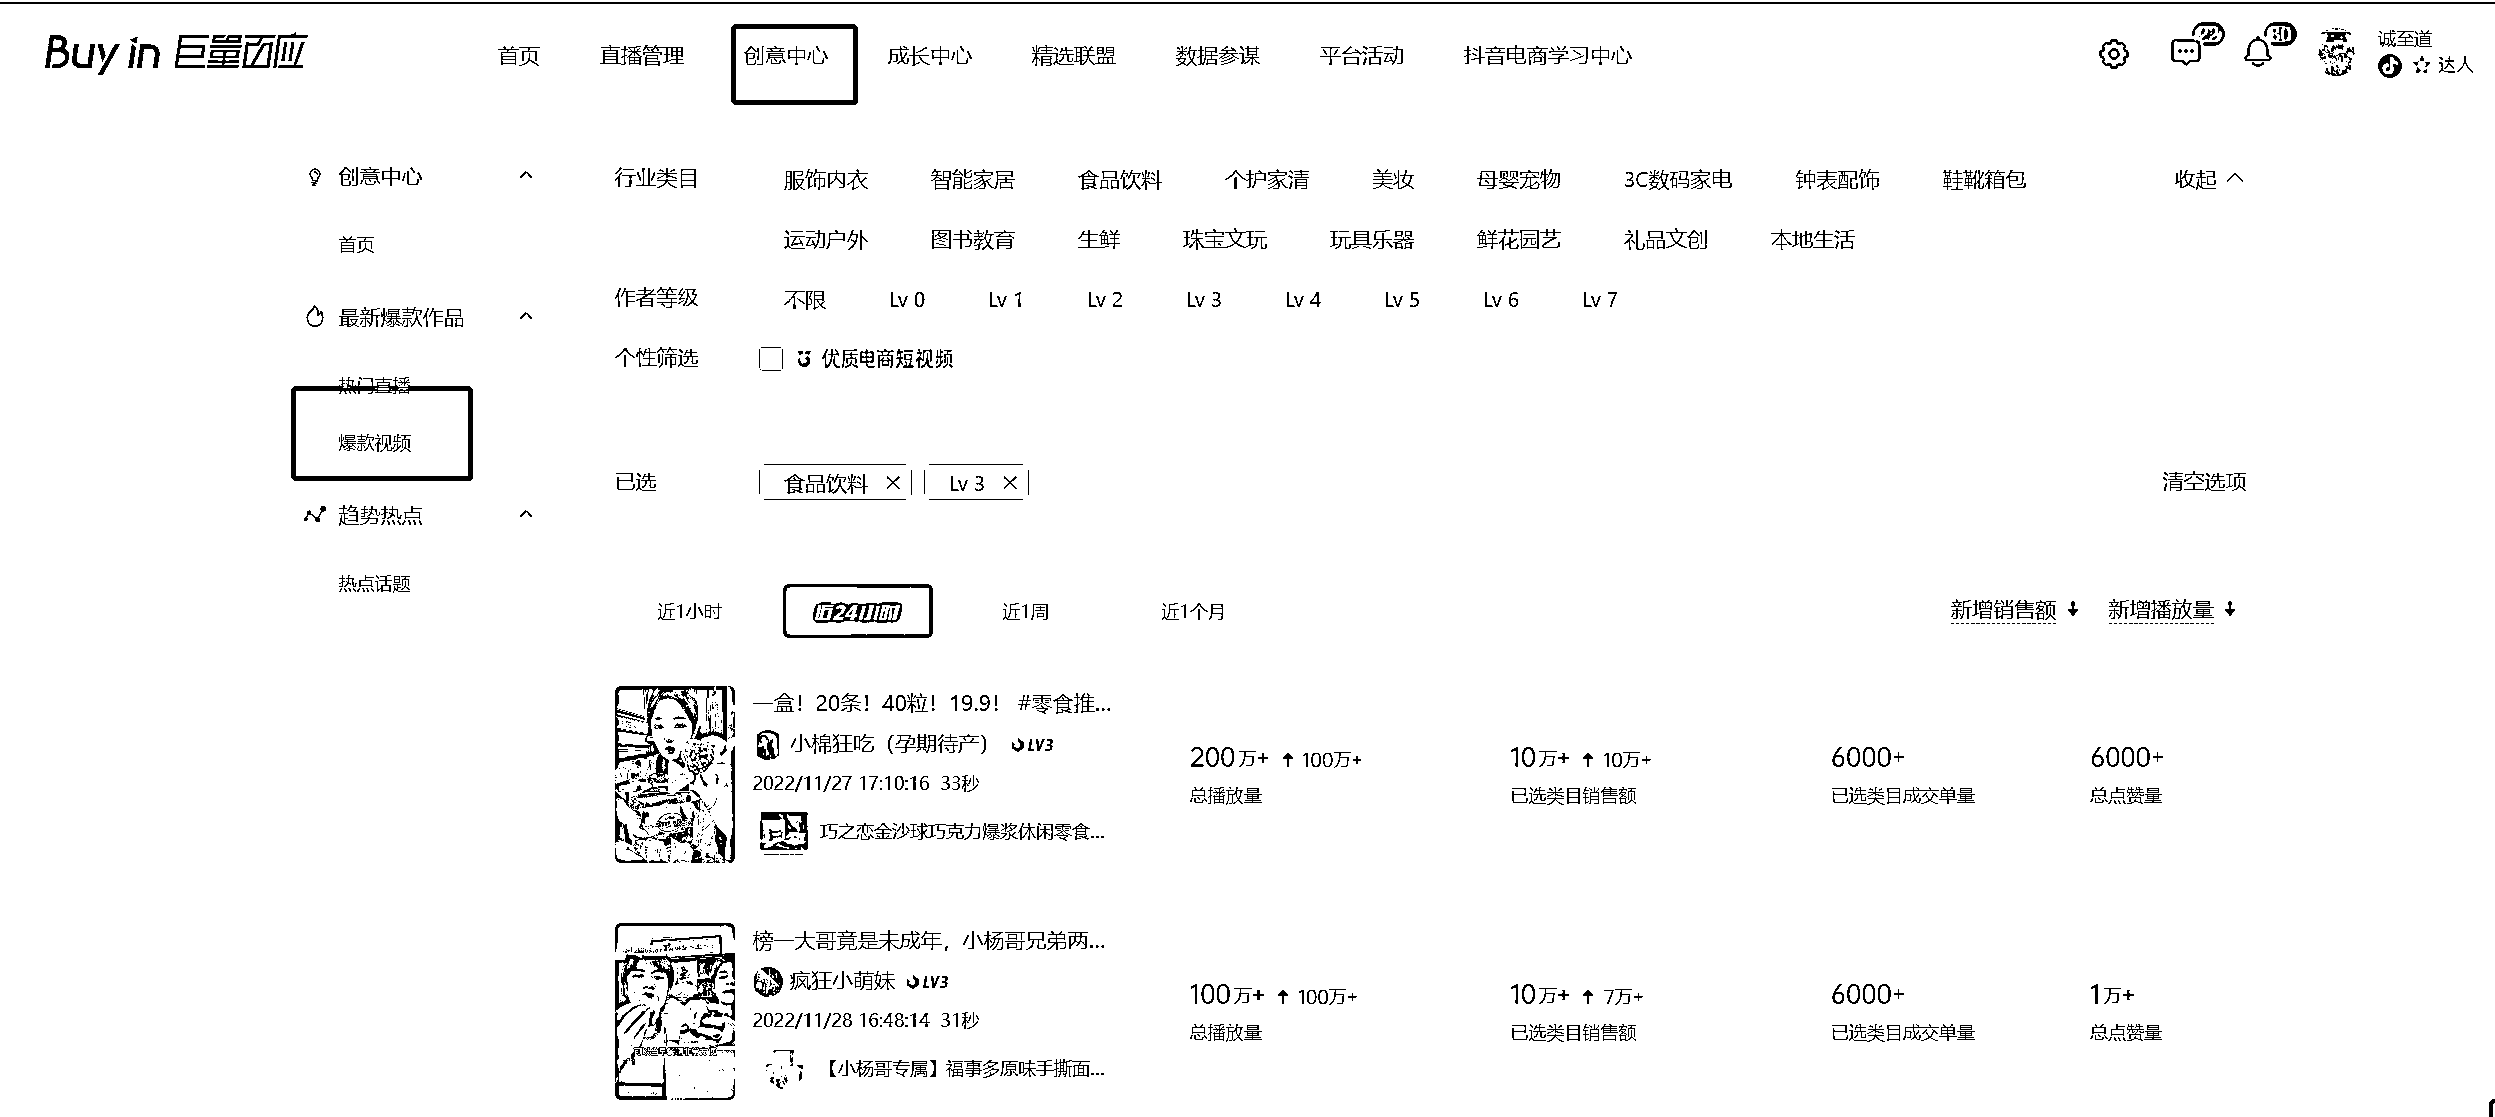 Buy in 巨量百应
首页 直播管理 创意中心 成长中心 精选联盟 数据参谋 平台活动 抖音电商学习中心
22 30 诚至道
达人
创意中心
首页
最新爆款作品
热门直播
爆款视频
趋势热点
热点话题
行业类目 服饰内衣 智能家居 食品饮料 个护家清 美妆 母婴宠物 3C数码家电 钟表配饰 鞋靴箱包 收起
运动户外 图书教育 生鲜 珠宝文玩 玩具乐器 鲜花园艺 礼品文创 本地生活
作者等级 不限 Lv 0 Lv 1 Lv 2 Lv 3 Lv 4 Lv 5 Lv 6 Lv 7
个性筛选 优质电商短视频
已选 食品饮料 × Lv 3 × 清空选项
近1小时 近24小时 近1周 近1个月 新增销售额 新增播放量
一盒！20条！40粒！19.9！ #零食推...
小棉狂吃（孕期待产） LV3
2022/11/27 17:10:16 33秒
巧之恋金沙球巧克力爆浆休闲零食...
200万+ ↑ 100万+ 10万+ ↑ 10万+ 6000+ 6000+
总播放量 已选类目销售额 已选类目成交单量 总点赞量
榜一大哥竟是未成年，小杨哥兄弟两...
疯狂小萌妹 LV3
2022/11/28 16:48:14 31秒
【小杨哥专属】福事多原味手撕面...
100万+ ↑ 100万+ 10万+ ↑ 7万+ 6000+ 1万+
总播放量 已选类目销售额 已选类目成交单量 总点赞量